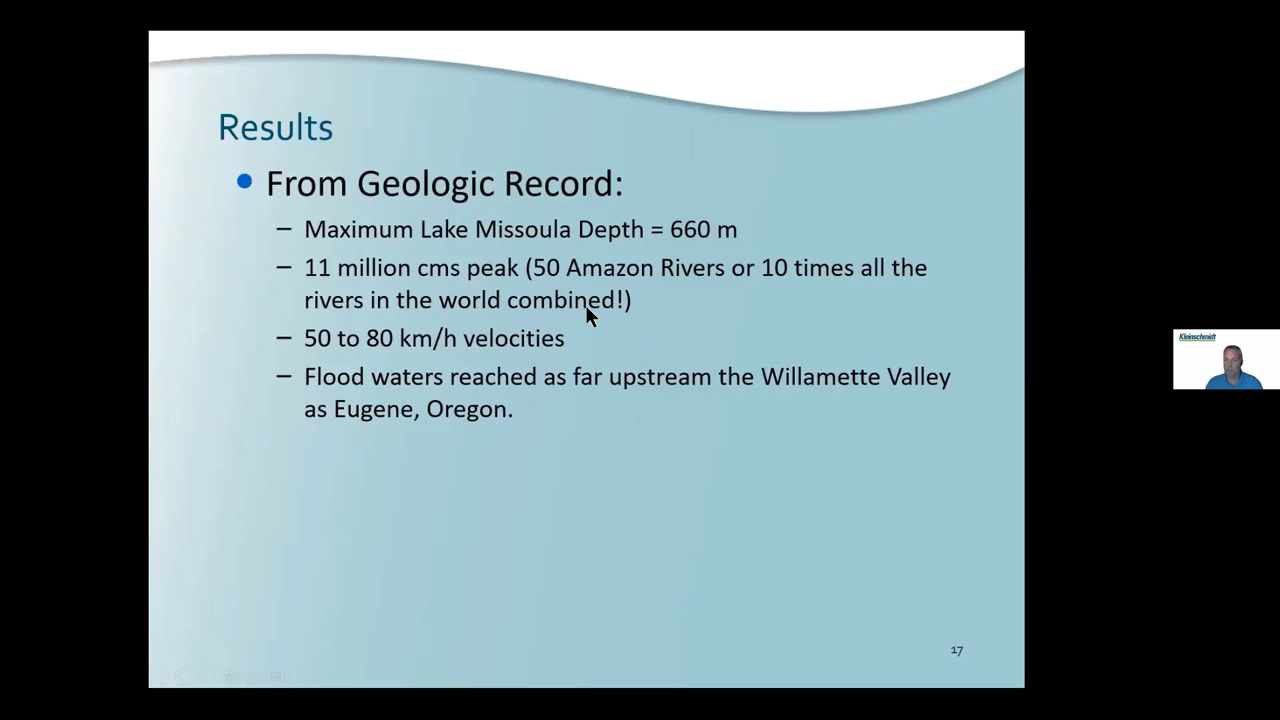 Results
From Geologic Record:
– Maximum Lake Missoula Depth = 660 m
– 11 million cms peak (50 Amazon Rivers or 10 times all the
rivers in the world combined!)
– 50 to 80 km/h velocities
– Flood waters reached as far upstream the Willamette Valley
as Eugene, Oregon.
17
Kleinschmidt